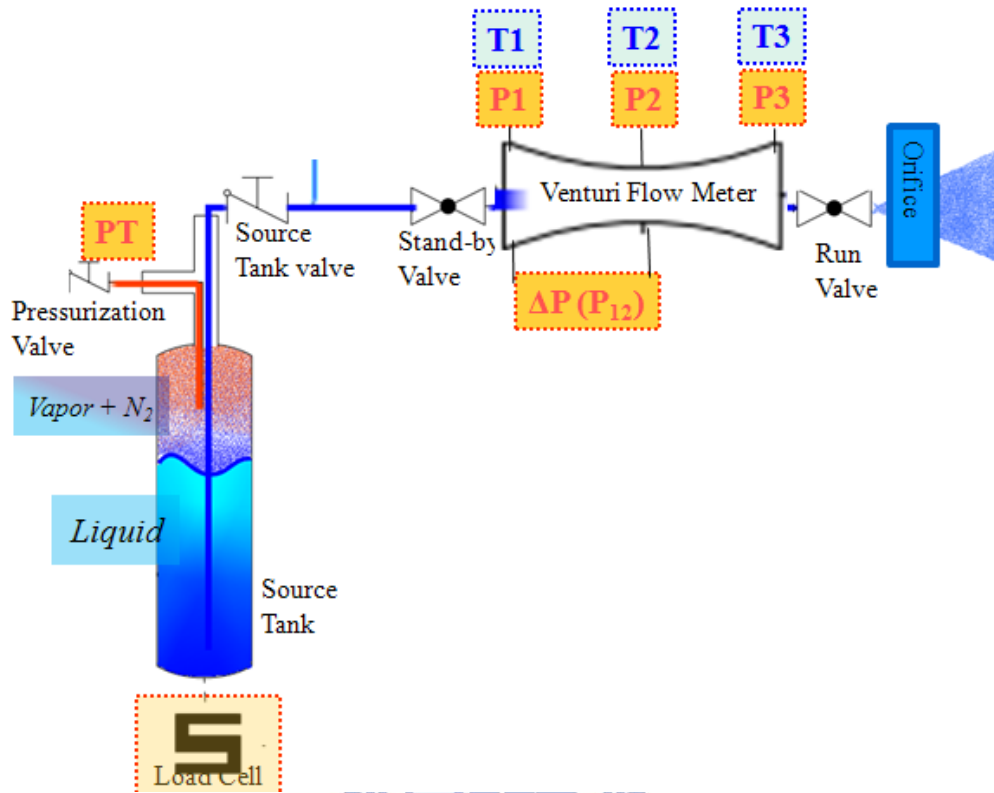 T1 T2 T3
P1 P2 P3
Venturi Flow Meter
Orifice
PT
Source
Tank valve
Stand-by
Valve
Run
Valve
ΔP (P₁₂)
Pressurization
Valve
Vapor + N₂
Liquid
Source
Tank
S
Load Cell